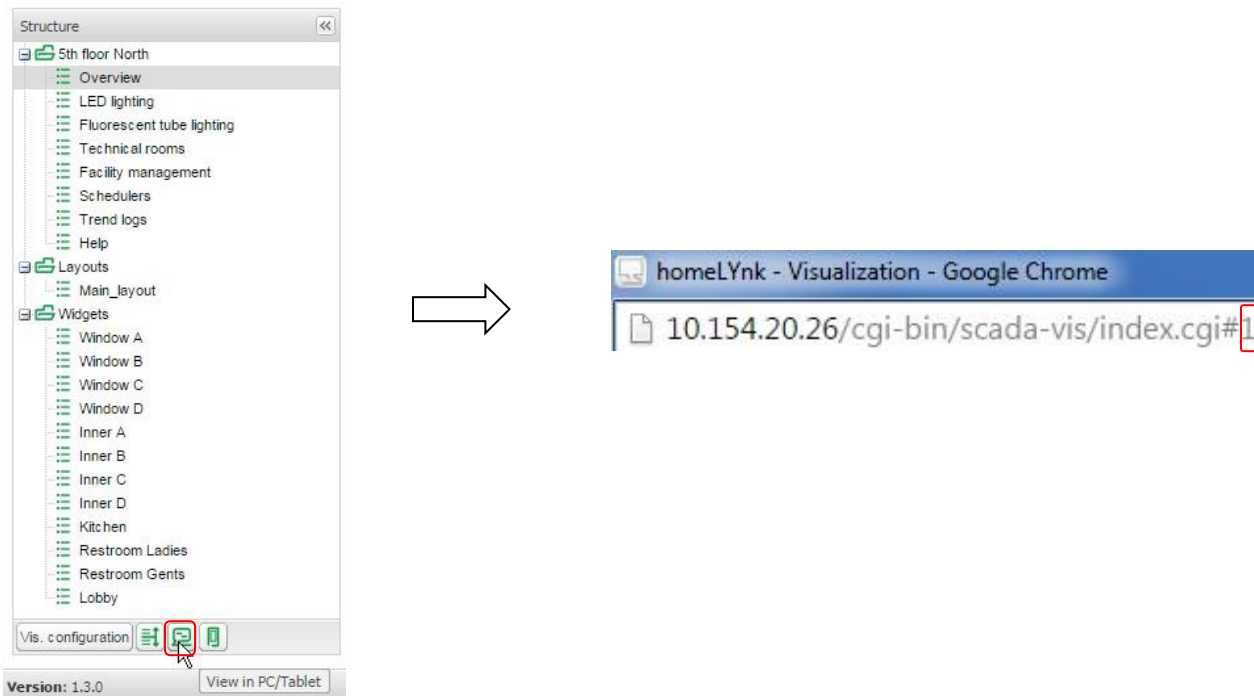 Structure
5th floor North
Overview
LED lighting
Fluorescent tube lighting
Technical rooms
Facility management
Schedulers
Trend logs
Help
Layouts
Main_layout
Widgets
Window A
Window B
Window C
Window D
Inner A
Inner B
Inner C
Inner D
Kitchen
Restroom Ladies
Restroom Gents
Lobby
Vis. configuration
Version: 1.3.0
View in PC/Tablet
homeLYnk - Visualization - Google Chrome
10.154.20.26/cgi-bin/scada-vis/index.cgi#1